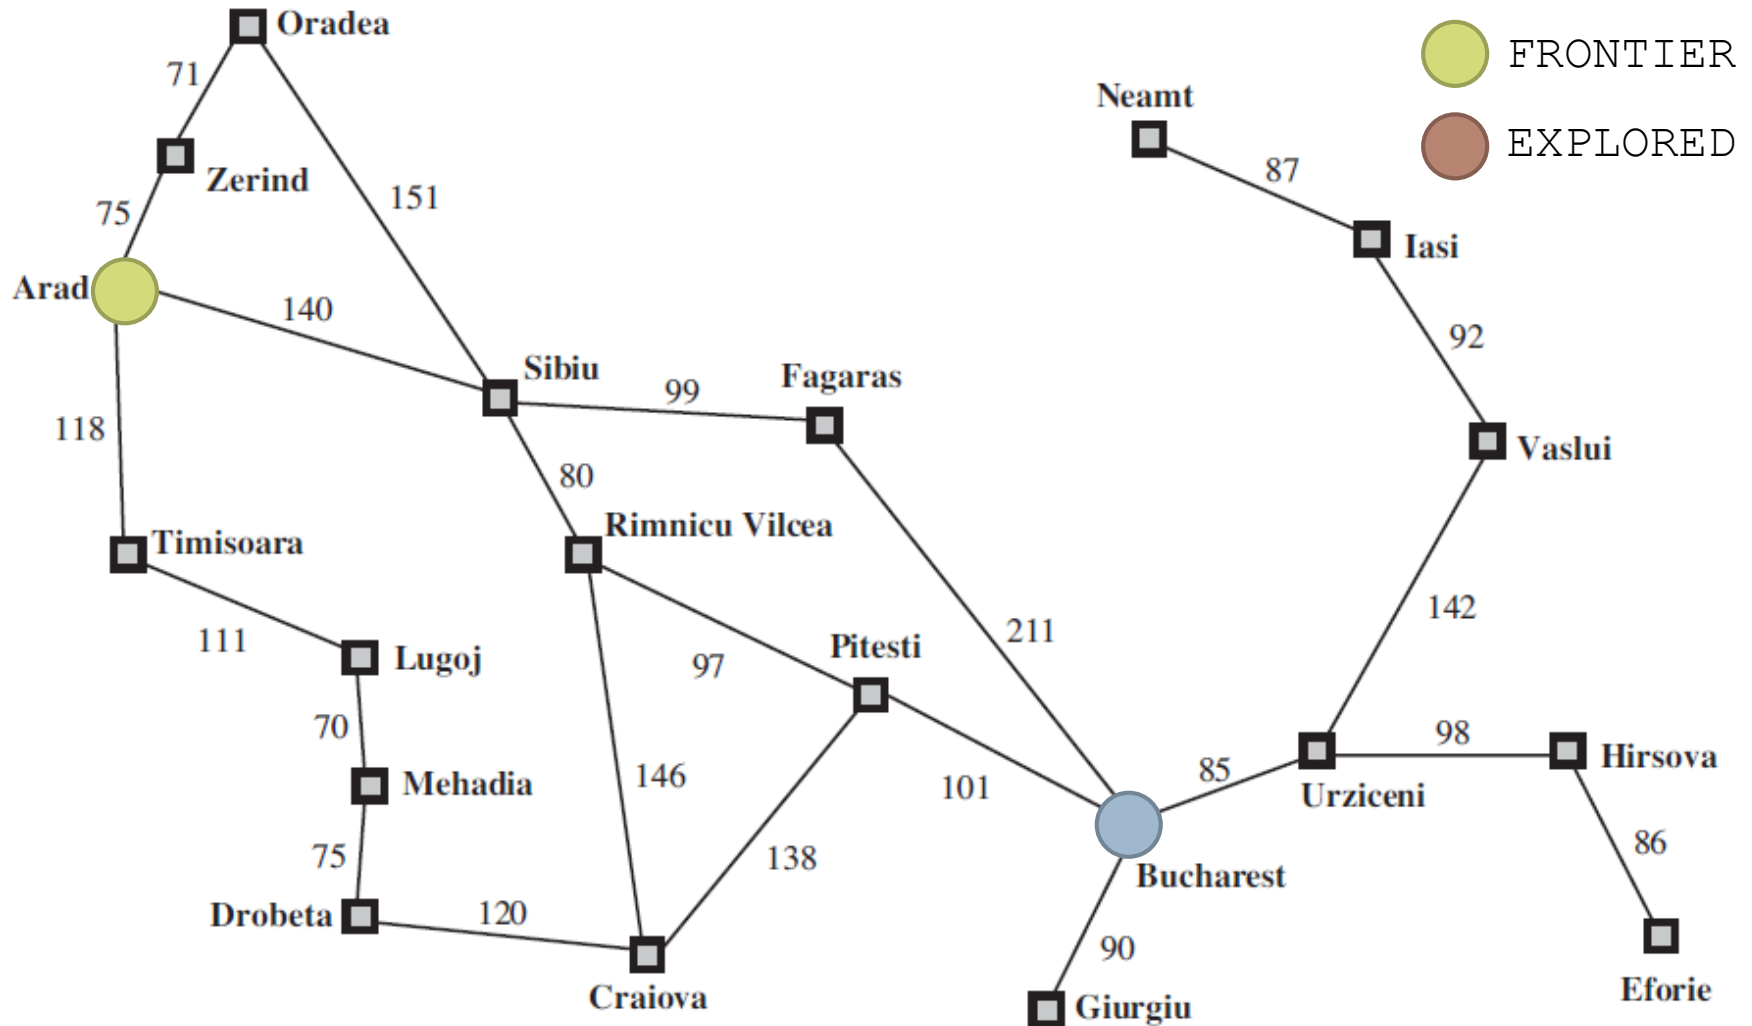 Oradea
FRONTIER
71
Neamt
EXPLORED
87
Zerind
151
75
Iasi
Arad
140
92
Sibiu
Fagaras
99
118
Vaslui
80
Rimnicu Vilcea
Timisoara
142
211
Pitesti
111
Lugoj
97
70
98
Hirsova
85
146
Mehadia
101
Urziceni
86
75
138
Bucharest
Drobeta
120
90
Eforie
Craiova
Giurgiu